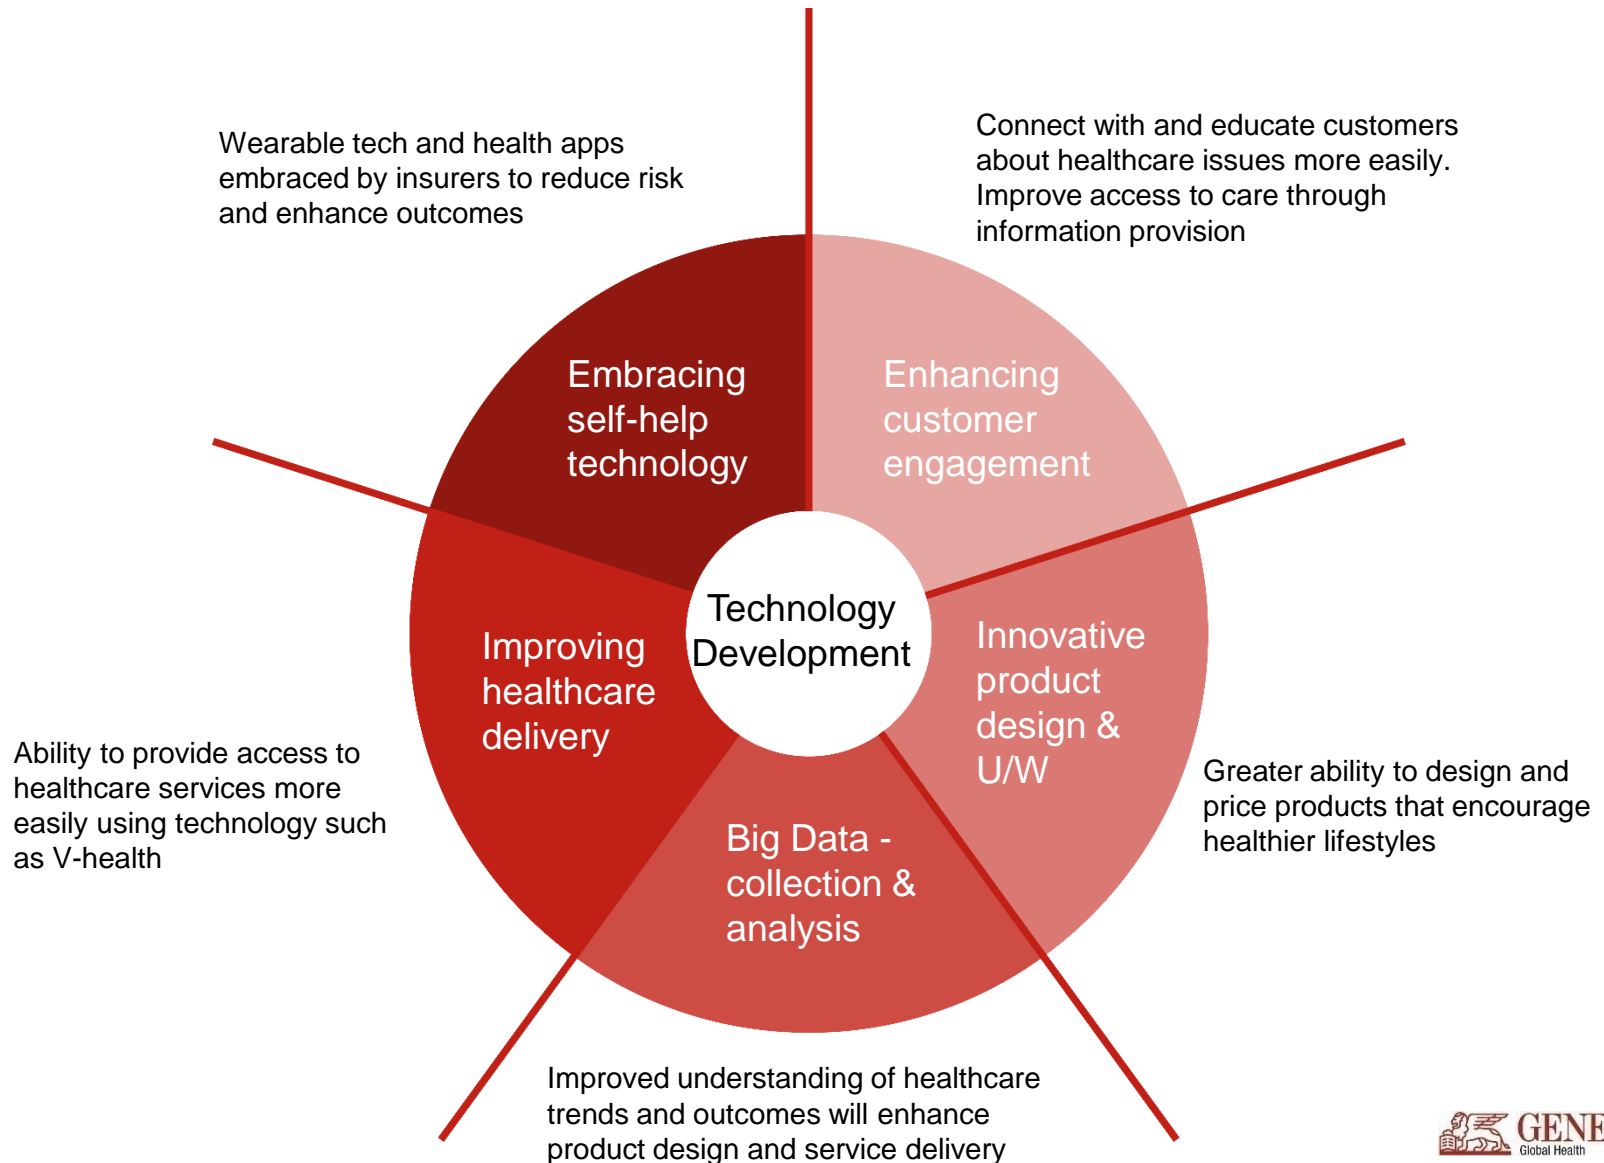 Wearable tech and health apps
embraced by insurers to reduce risk
and enhance outcomes
Connect with and educate customers
about healthcare issues more easily.
Improve access to care through
information provision
Embracing
self-help
technology
Enhancing
customer
engagement
Technology
Development
Improving
healthcare
delivery
Innovative
product
design &
U/W
Big Data -
collection &
analysis
Ability to provide access to
healthcare services more
easily using technology such
as V-health
Greater ability to design and
price products that encourage
healthier lifestyles
Improved understanding of healthcare
trends and outcomes will enhance
product design and service delivery
GENE
Global Health